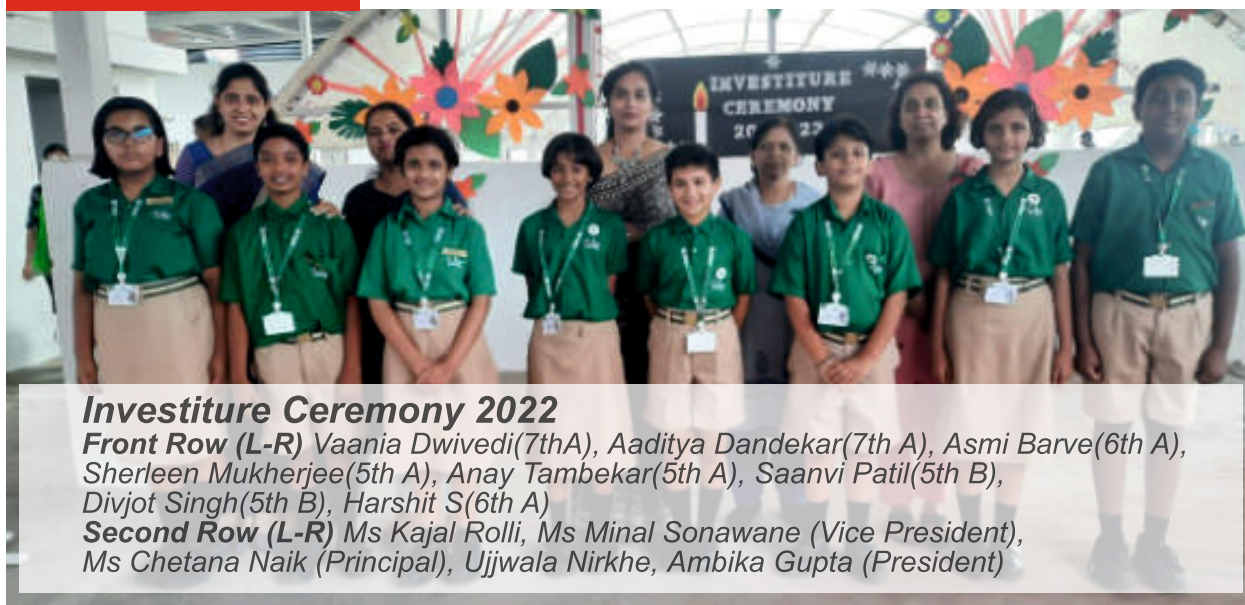 INVESTITURE
CEREMONY
Investiture Ceremony 2022
Front Row (L-R) Vaania Dwivedi(7thA), Aaditya Dandekar(7th A), Asmi Barve(6th A),
Sherleen Mukherjee(5th A), Anay Tambekar(5th A), Saanvi Patil(5th B),
Divjot Singh(5th B), Harshit S(6th A)
Second Row (L-R) Ms Kajal Rolli, Ms Minal Sonawane (Vice President),
Ms Chetana Naik (Principal), Ujjwala Nirkhe, Ambika Gupta (President)